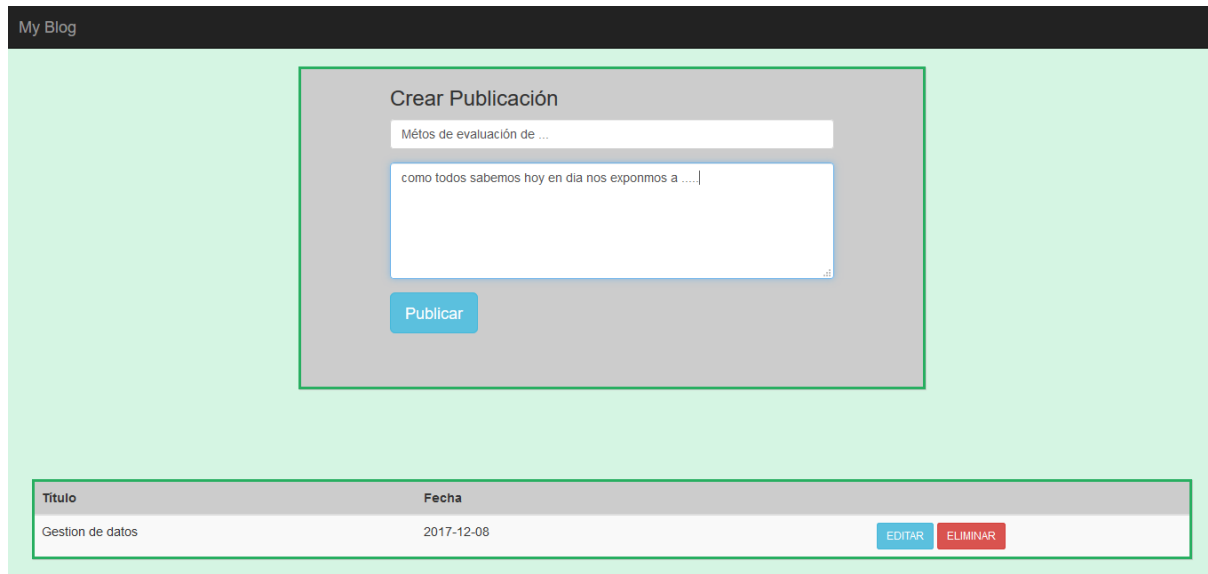 My Blog
Crear Publicación
Métos de evaluación de ...
como todos sabemos hoy en dia nos exponmos a .....
Publicar
Título Fecha
Gestion de datos 2017-12-08 EDITAR ELIMINAR